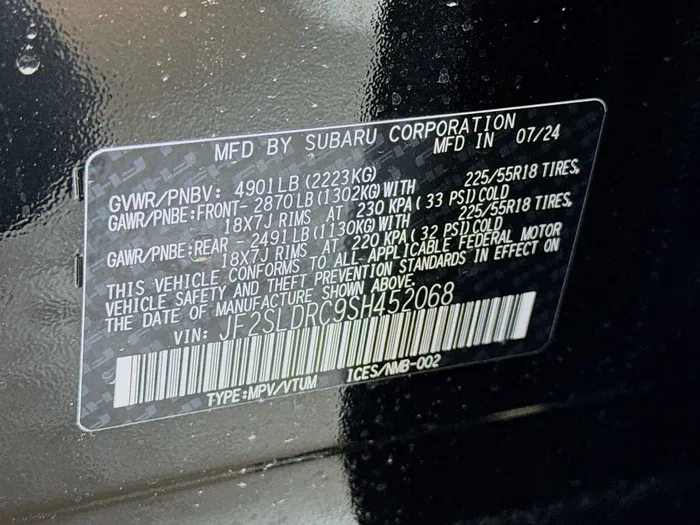 MFD BY SUBARU CORPORATION
MFD IN 07/24
GVWR/PNBV: 4901LB (2223KG)
GAWR/PNBE:FRONT- 2870LB(1302KG)WITH 225/55R18 TIRES,
18X7J RIMS AT 230 KPA( 33 PSI)COLD
GAWR/PNBE:REAR - 2491LB(1130KG)WITH 225/55R18 TIRES,
18X7J RIMS AT 220 KPA( 32 PSI)COLD
THIS VEHICLE CONFORMS TO ALL APPLICABLE FEDERAL MOTOR
VEHICLE SAFETY AND THEFT PREVENTION STANDARDS IN EFFECT ON
THE DATE OF MANUFACTURE SHOWN ABOVE.
VIN: JF2SLDRC9SH452068
TYPE:MPV/VTUM ICES/NMB-002